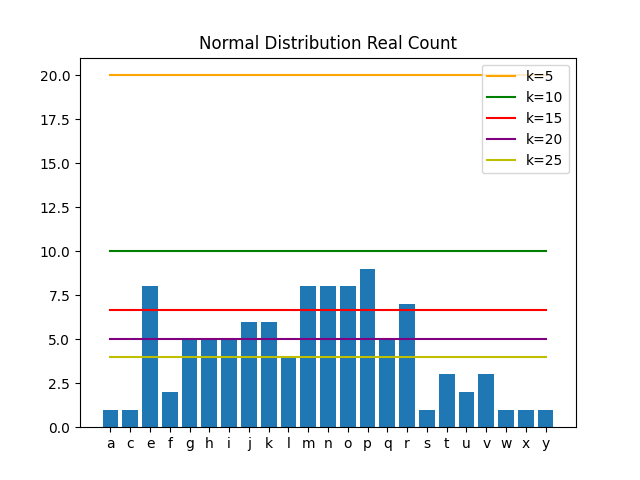 Normal Distribution Real Count
20.0
17.5
15.0
12.5
10.0
7.5
5.0
2.5
0.0
k=5
k=10
k=15
k=20
k=25
a c e f g h i j k l m n o p q r s t u v w x y